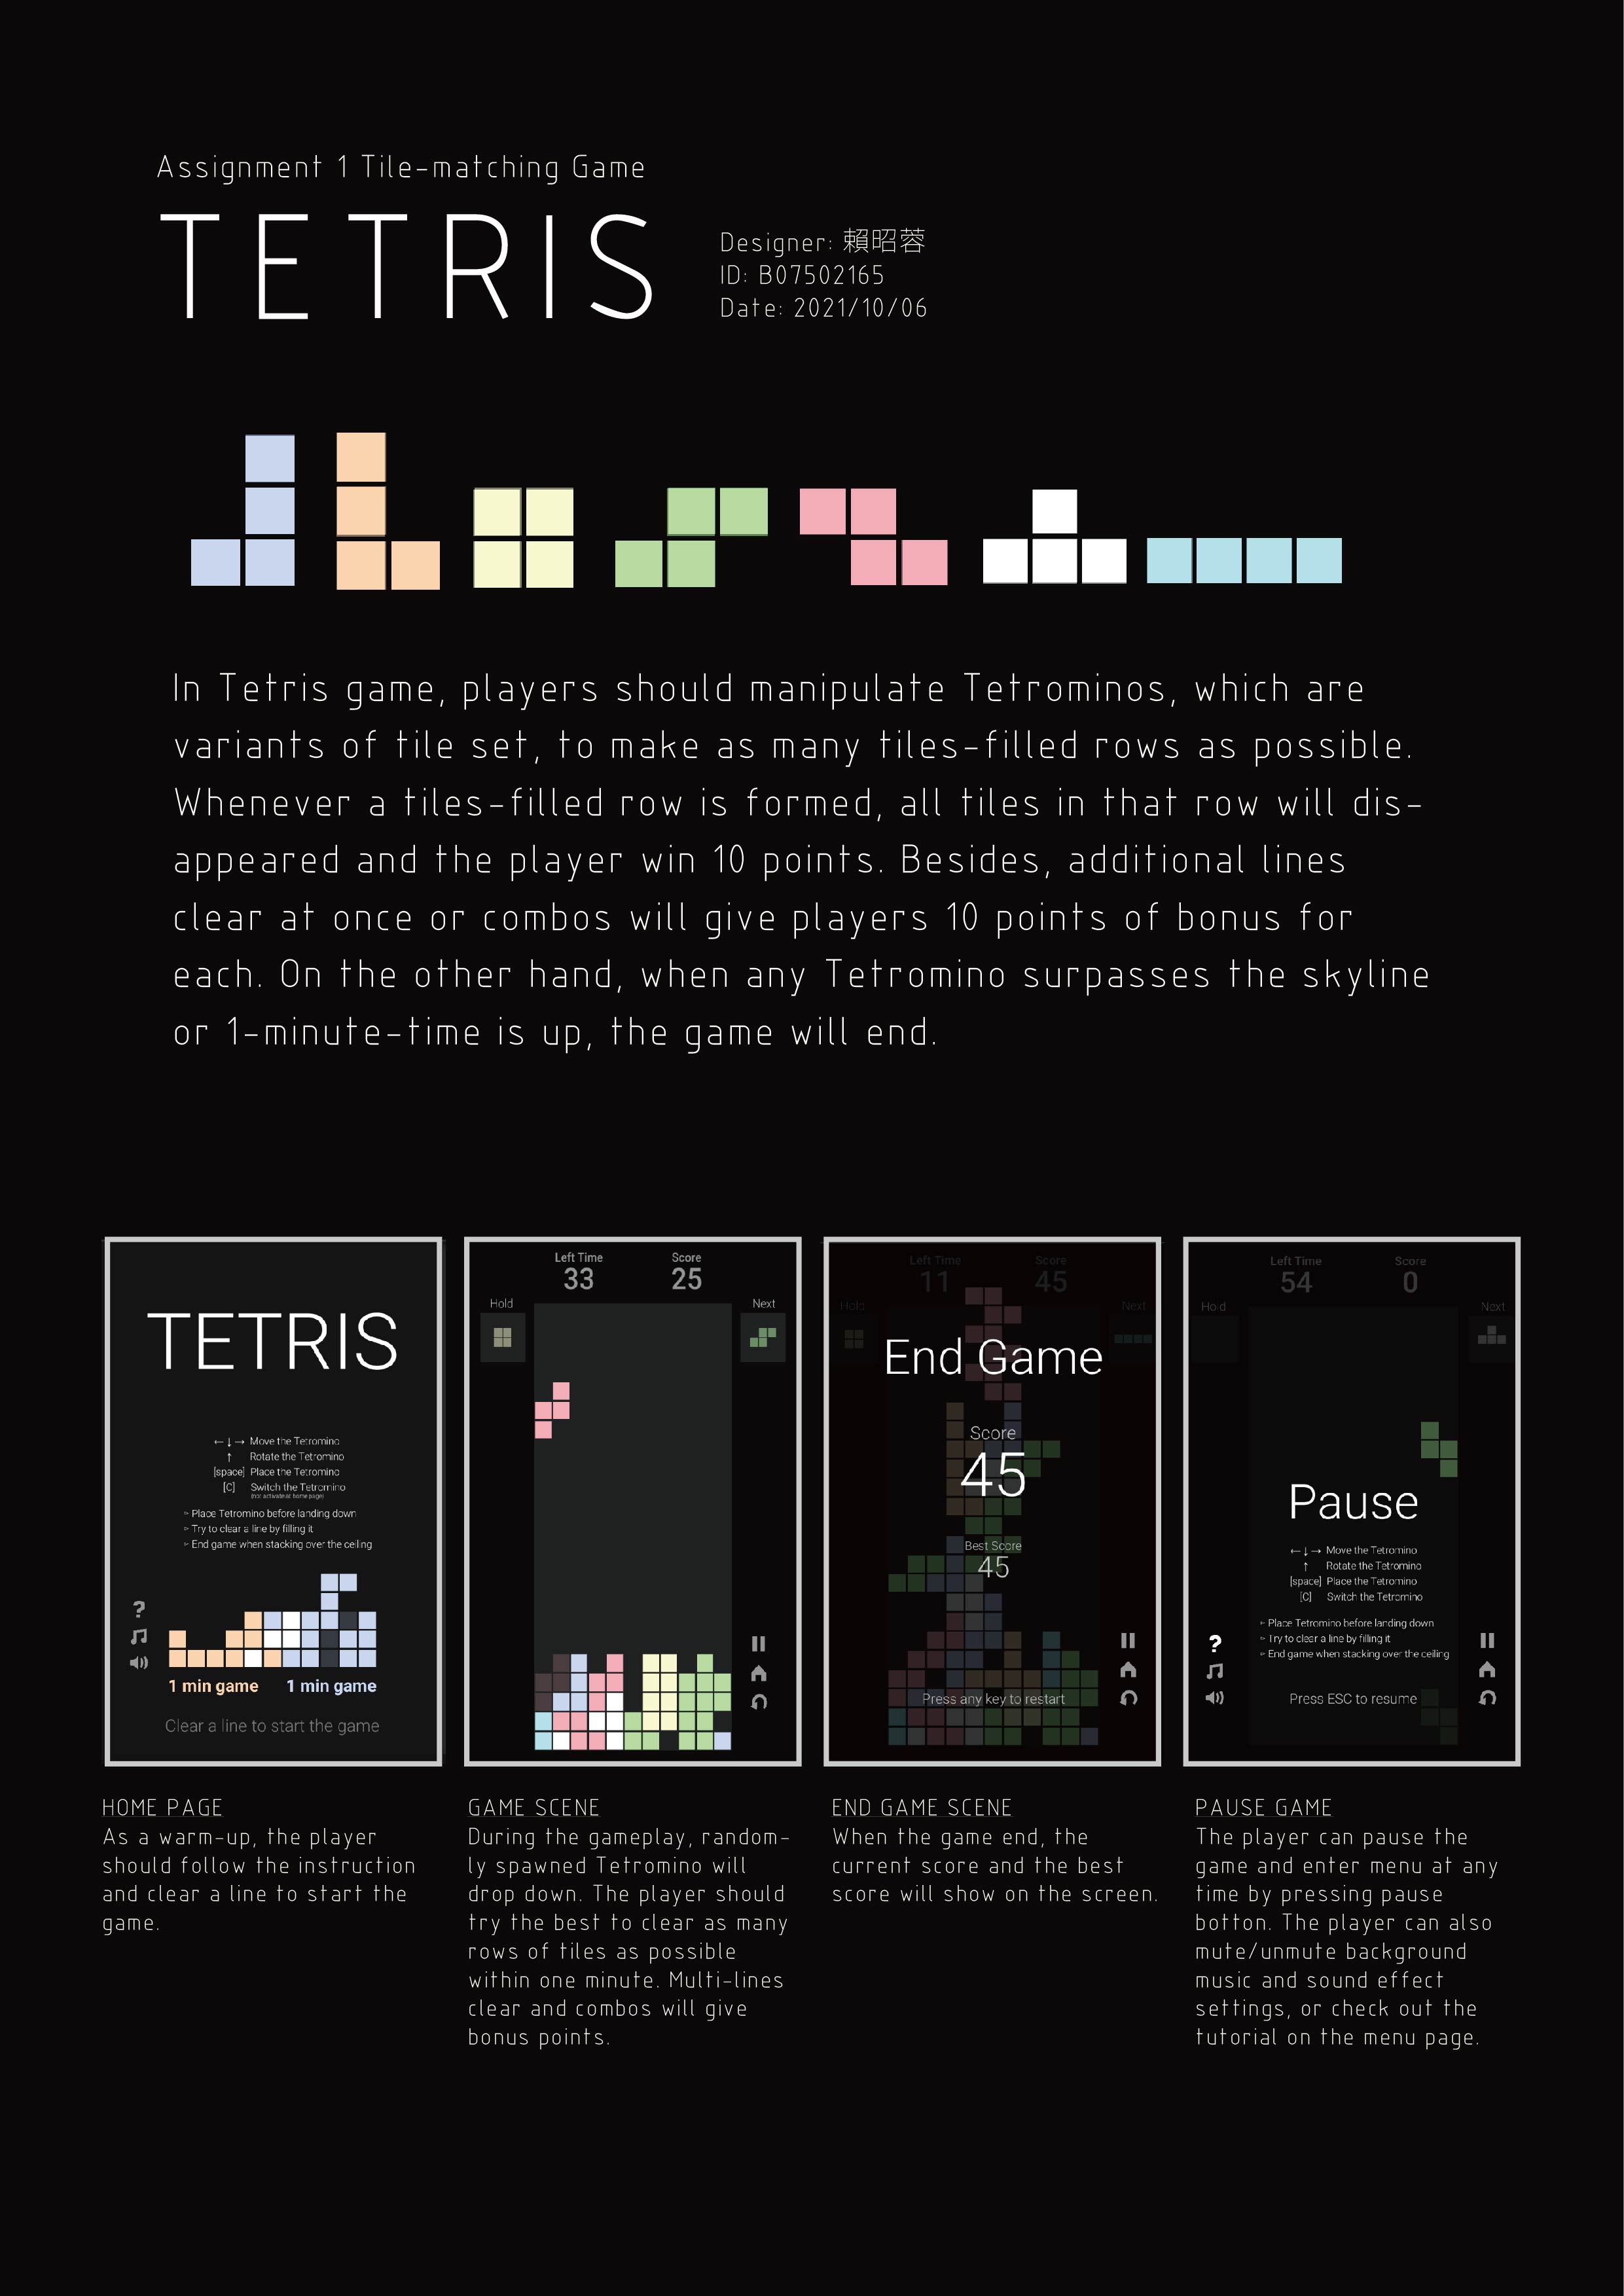 Assignment 1 Tile-matching Game
TETRIS
Designer: 賴昭蓉
ID: B07502165
Date: 2021/10/06
In Tetris game, players should manipulate Tetrominos, which are
variants of tile set, to make as many tiles-filled rows as possible.
Whenever a tiles-filled row is formed, all tiles in that row will dis-
appeared and the player win 10 points. Besides, additional lines
clear at once or combos will give players 10 points of bonus for
each. On the other hand, when any Tetromino surpasses the skyline
or 1-minute-time is up, the game will end.
TETRIS
←↓→ Move the Tetromino
↑ Rotate the Tetromino
[space] Place the Tetromino
[C] Switch the Tetromino
(not activate at home page)
▹ Place Tetromino before landing down
▹ Try to clear a line by filling it
▹ End game when stacking over the ceiling
?
1 min game 1 min game
Clear a line to start the game
Left Time Score
33 25
Hold Next
Left Time Score
11 45
Hold Next
End Game
Score
45
Best Score
45
Press any key to restart
Left Time Score
54 0
Hold Next
Pause
←↓→ Move the Tetromino
↑ Rotate the Tetromino
[space] Place the Tetromino
[C] Switch the Tetromino
▹ Place Tetromino before landing down
▹ Try to clear a line by filling it
▹ End game when stacking over the ceiling
?
Press ESC to resume
HOME PAGE
As a warm-up, the player
should follow the instruction
and clear a line to start the
game.
GAME SCENE
During the gameplay, random-
ly spawned Tetromino will
drop down. The player should
try the best to clear as many
rows of tiles as possible
within one minute. Multi-lines
clear and combos will give
bonus points.
END GAME SCENE
When the game end, the
current score and the best
score will show on the screen.
PAUSE GAME
The player can pause the
game and enter menu at any
time by pressing pause
botton. The player can also
mute/unmute background
music and sound effect
settings, or check out the
tutorial on the menu page.